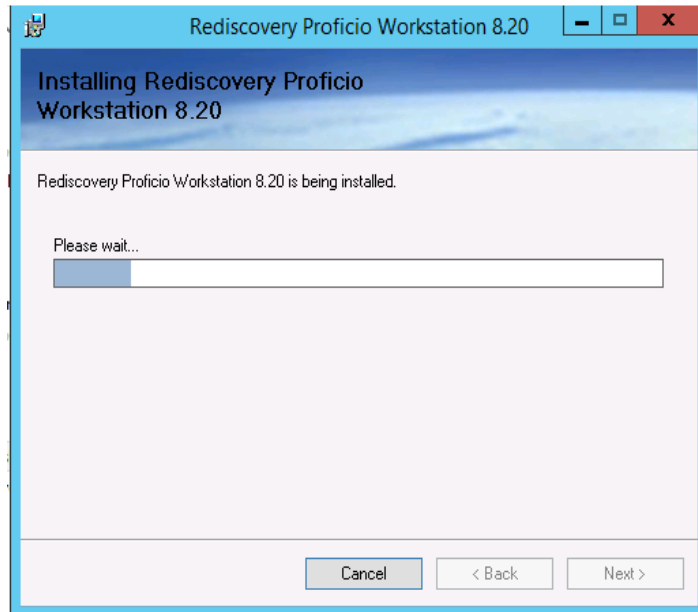 Rediscovery Proficio Workstation 8.20
Installing Rediscovery Proficio
Workstation 8.20
Rediscovery Proficio Workstation 8.20 is being installed.
Please wait...
Cancel
< Back
Next >